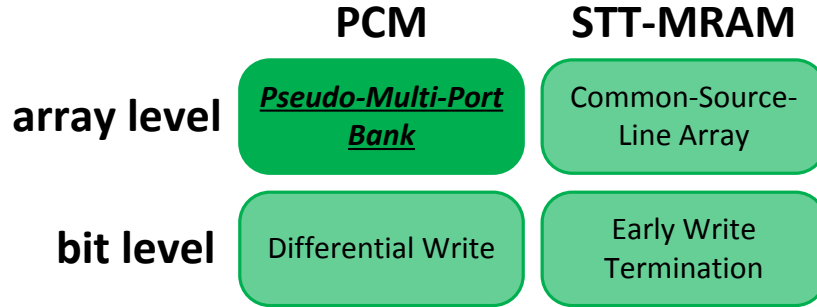 PCM STT-MRAM
array level
Pseudo-Multi-Port
Bank
Common-Source-
Line Array
bit level
Differential Write
Early Write
Termination